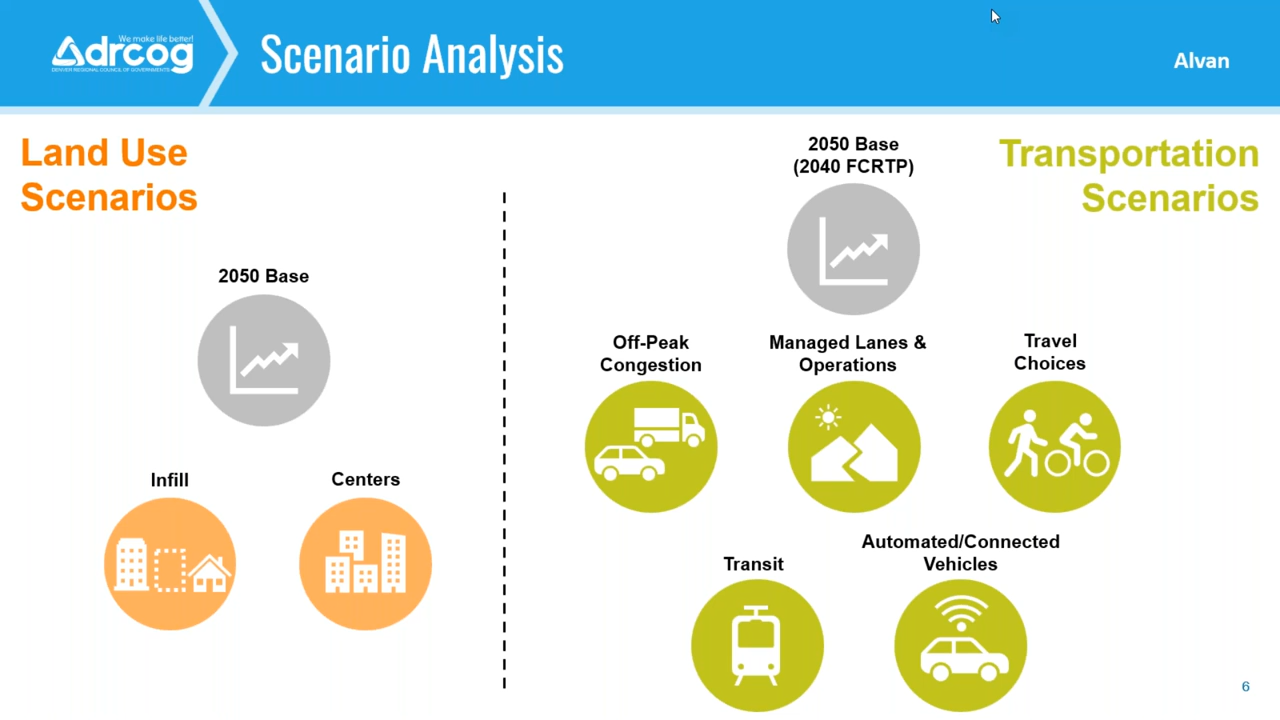 We make life better!
drcog
DENVER REGIONAL COUNCIL OF GOVERNMENTS
Scenario Analysis
Alvan
Land Use
Scenarios
2050 Base
Infill
Centers
2050 Base
(2040 FCRTP)
Transportation
Scenarios
Off-Peak
Congestion
Managed Lanes &
Operations
Travel
Choices
Transit
Automated/Connected
Vehicles
6